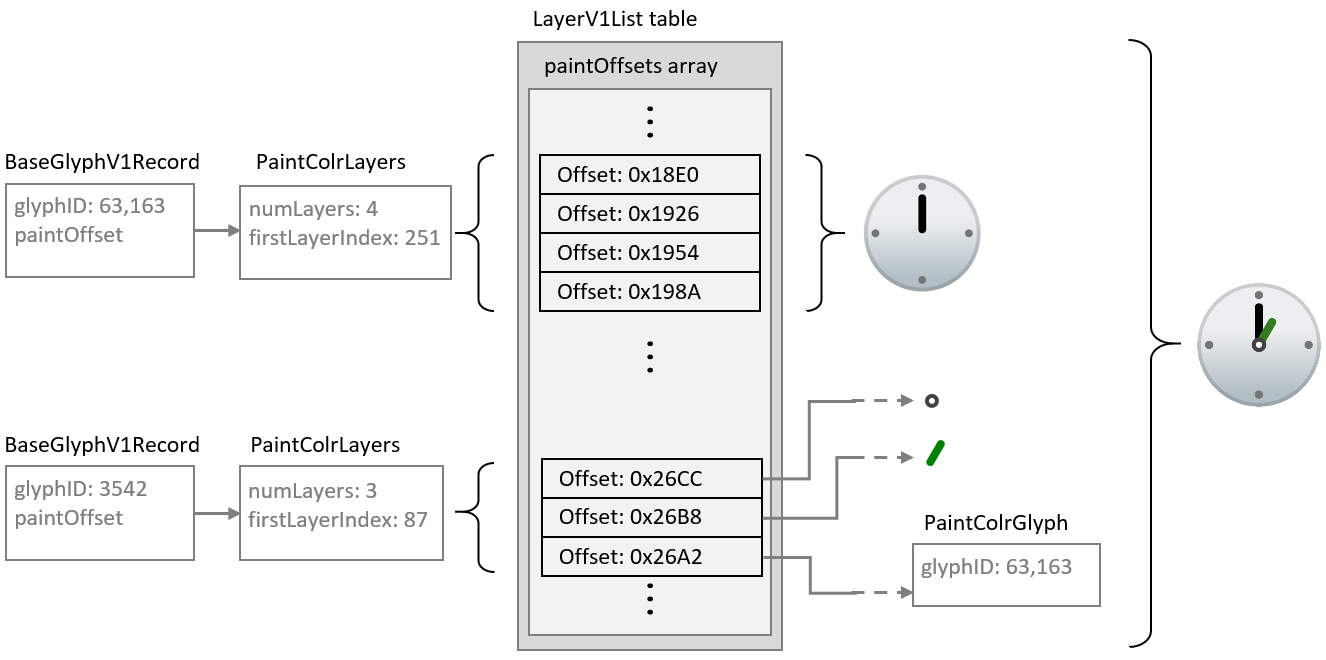 LayerV1List table
paintOffsets array
BaseGlyphV1Record
glyphID: 63,163
paintOffset
PaintColrLayers
numLayers: 4
firstLayerIndex: 251
Offset: 0x18E0
Offset: 0x1926
Offset: 0x1954
Offset: 0x198A
BaseGlyphV1Record
glyphID: 3542
paintOffset
PaintColrLayers
numLayers: 3
firstLayerIndex: 87
Offset: 0x26CC
Offset: 0x26B8
Offset: 0x26A2
PaintColrGlyph
glyphID: 63,163